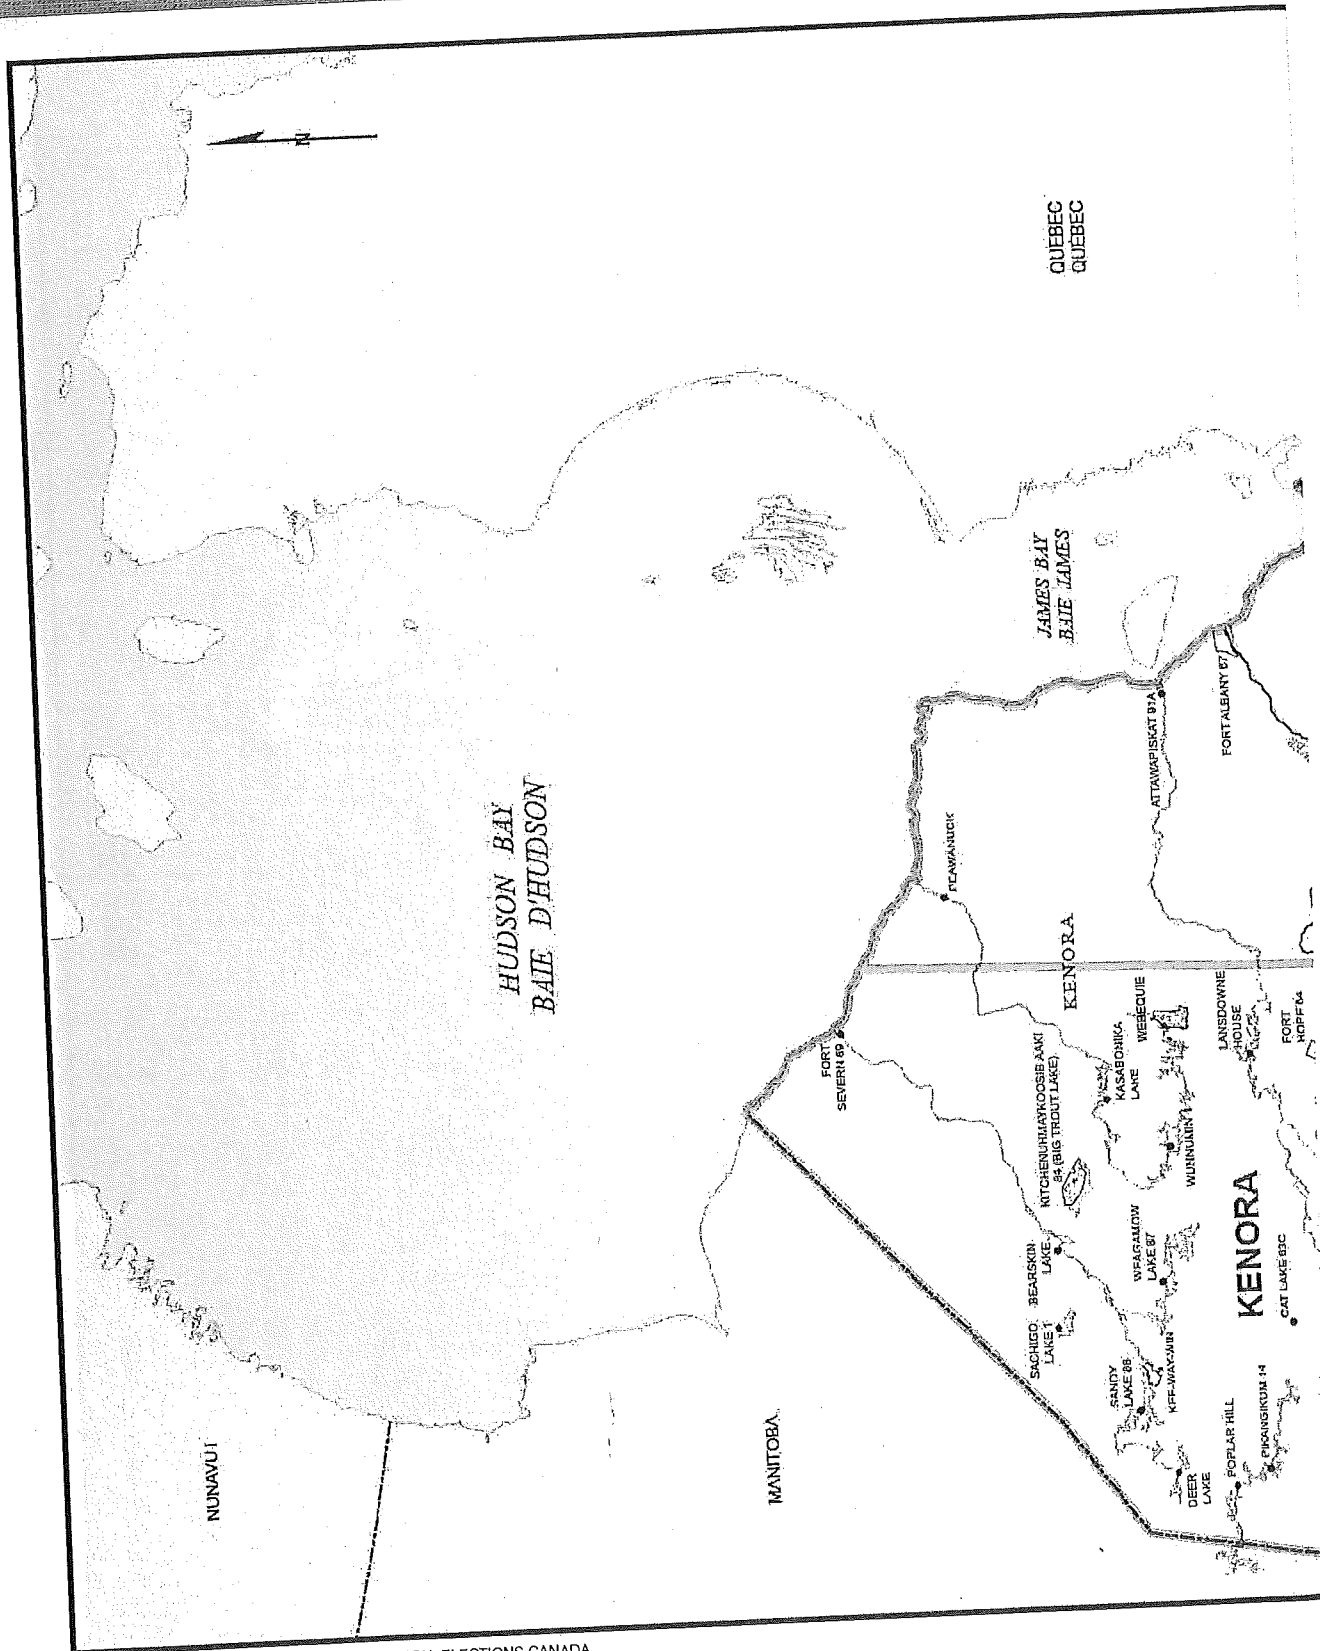 N
QUEBEC
QUÉBEC
HUDSON BAY
BAIE D'HUDSON
JAMES BAY
BAIE JAMES
NUNAVUT
MANITOBA
FORT
SEVERN 89
PEAWANUCK
ATTAWAPISKAT 91A
FORT ALBANY 67
KENORA
KITCHENUHMAYKOOSIB AAKI
84 (BIG TROUT LAKE)
KASABONIKA
LAKE
WEBEQUIE
LANSDOWNE
HOUSE
FORT
HOPE 64
WUNNUMIN
BEARSKIN
LAKE
SACHIGO
LAKE 1
WEAGAMOW
LAKE 87
SANDY
LAKE 88
KEE-WAY-WIN
KENORA
CAT LAKE 63C
DEER
LAKE
POPLAR HILL
PIKANGIKUM 14
ELECTIONS CANADA